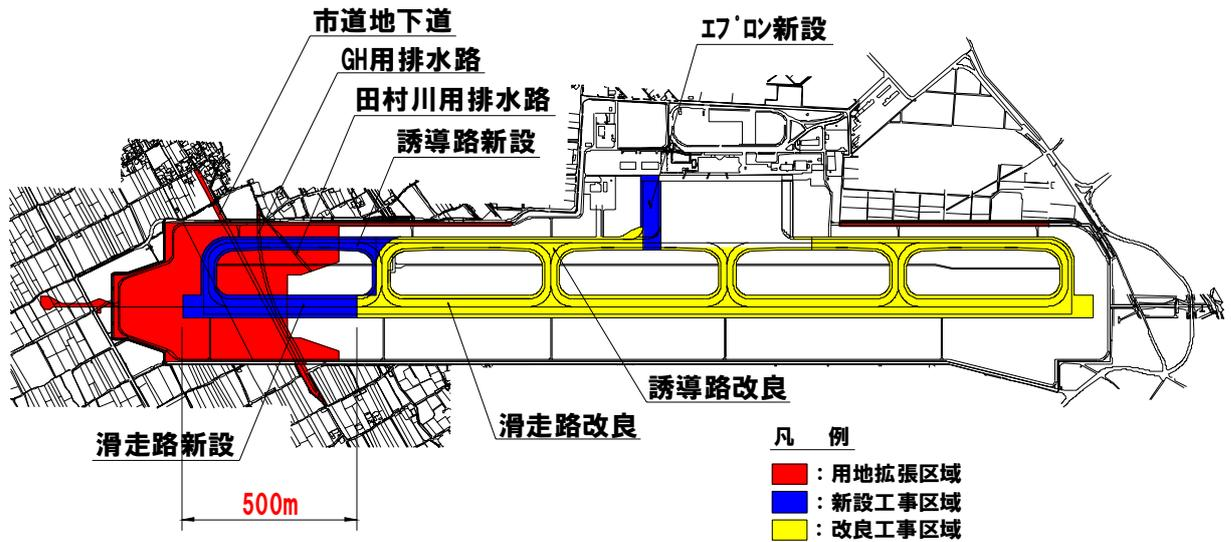 市道地下道
GH用排水路
田村川用排水路
誘導路新設
ｴﾌﾟﾛﾝ新設
誘導路改良
滑走路改良
滑走路新設
500m
凡 例
：用地拡張区域
：新設工事区域
：改良工事区域